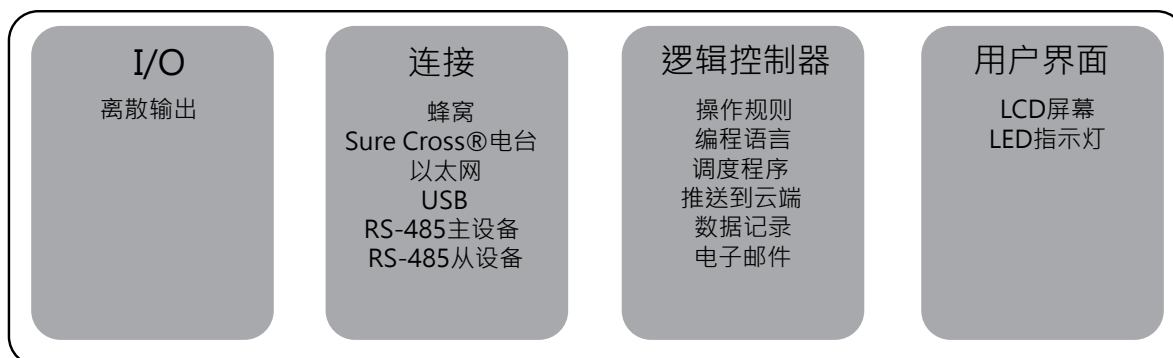 I/O
离散输出
连接
蜂窝
Sure Cross®电台
以太网
USB
RS-485主设备
RS-485从设备
逻辑控制器
操作规则
编程语言
调度程序
推送到云端
数据记录
电子邮件
用户界面
LCD屏幕
LED指示灯